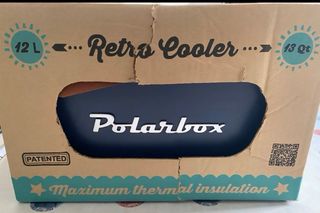 12 L
Retro Cooler
13 Qt
Polarbox
PATENTED
Maximum thermal insulation